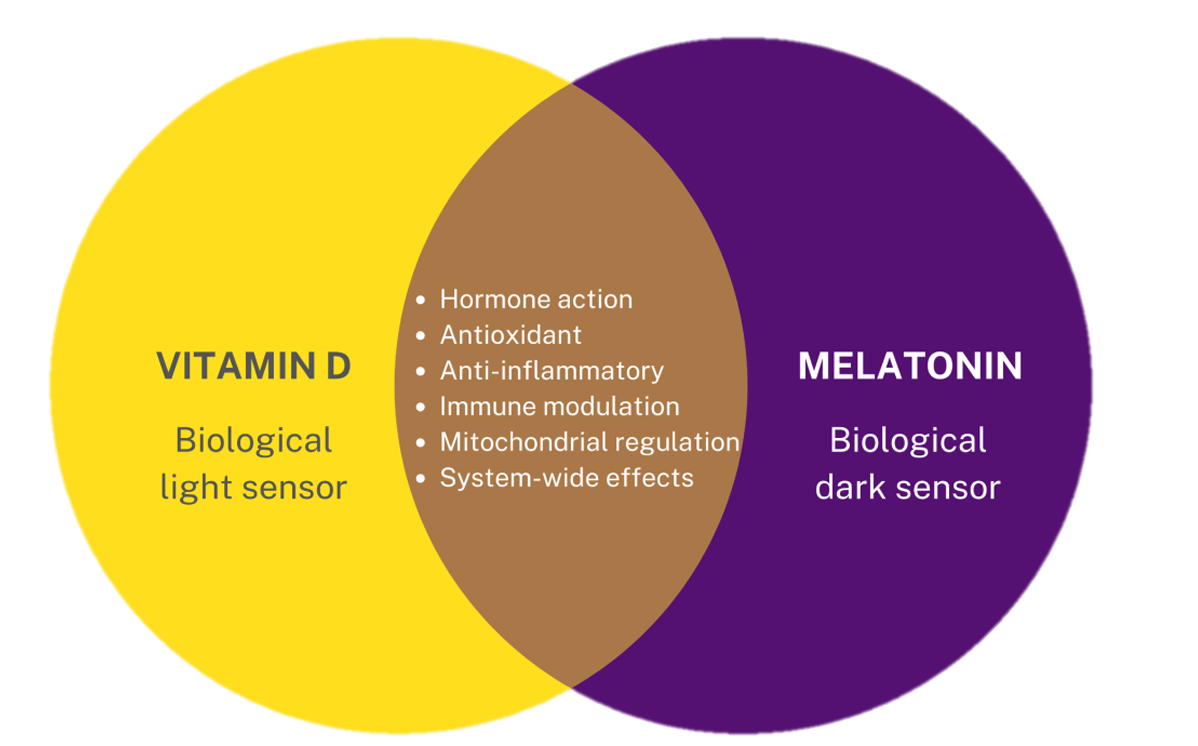 VITAMIN D
Biological
light sensor
• Hormone action
• Antioxidant
• Anti-inflammatory
• Immune modulation
• Mitochondrial regulation
• System-wide effects
MELATONIN
Biological
dark sensor